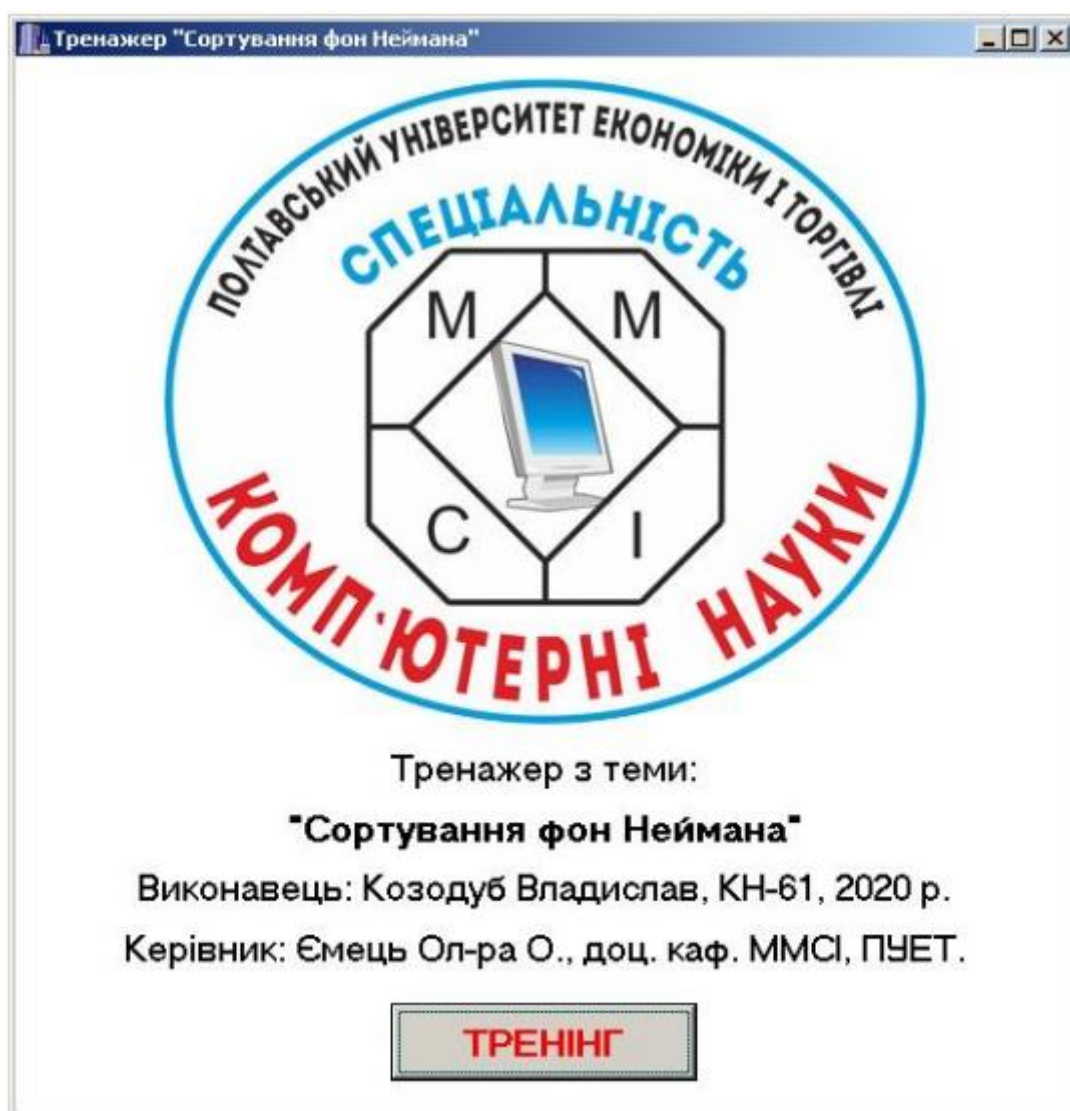 Тренажер "Сортування фон Неймана"
ПОЛТАВСЬКИЙ УНІВЕРСИТЕТ ЕКОНОМІКИ І ТОРГІВЛІ
СПЕЦІАЛЬНІСТЬ
М М
С І
КОМП'ЮТЕРНІ НАУКИ
Тренажер з теми:
"Сортування фон Неймана"
Виконавець: Козодуб Владислав, КН-61, 2020 р.
Керівник: Ємець Ол-ра О., доц. каф. ММСІ, ПУЕТ.
ТРЕНІНГ